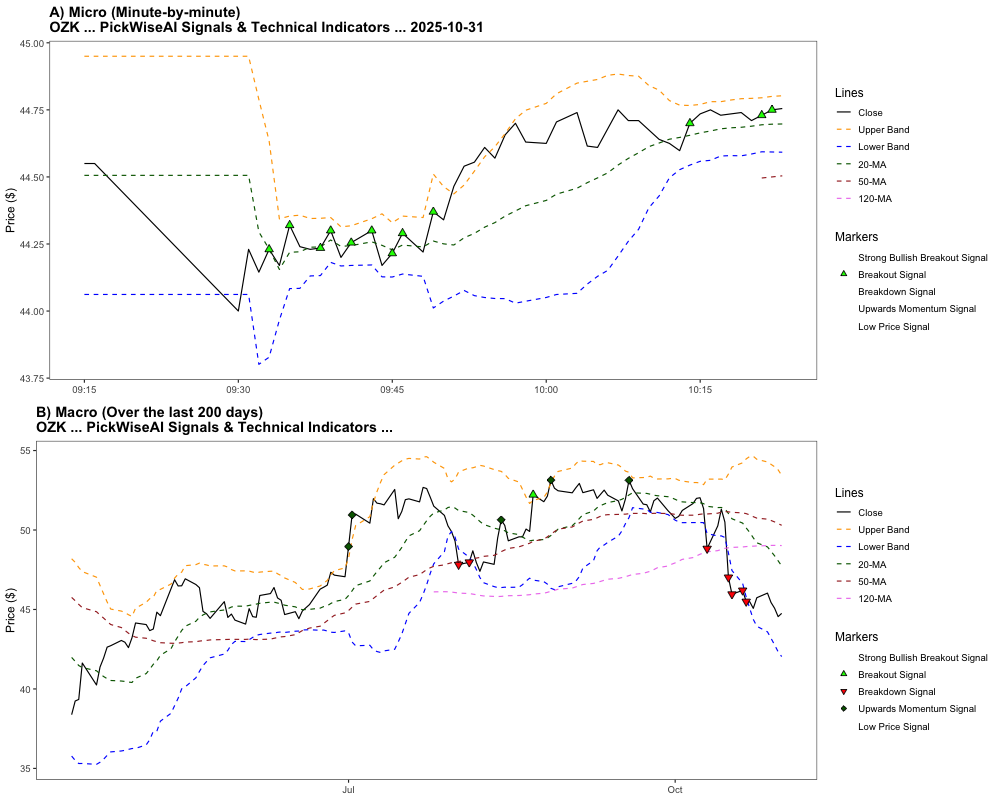 A) Micro (Minute-by-minute)
OZK ... PickWiseAI Signals & Technical Indicators ... 2025-10-31
45.00
44.75
44.50
44.25
44.00
43.75
Price ($)
09:15
09:30
09:45
10:00
10:15
Lines
Close
Upper Band
Lower Band
20-MA
50-MA
120-MA
Markers
Strong Bullish Breakout Signal
Breakout Signal
Breakdown Signal
Upwards Momentum Signal
Low Price Signal
B) Macro (Over the last 200 days)
OZK ... PickWiseAI Signals & Technical Indicators ...
55
50
45
40
35
Price ($)
Jul
Oct
Lines
Close
Upper Band
Lower Band
20-MA
50-MA
120-MA
Markers
Strong Bullish Breakout Signal
Breakout Signal
Breakdown Signal
Upwards Momentum Signal
Low Price Signal